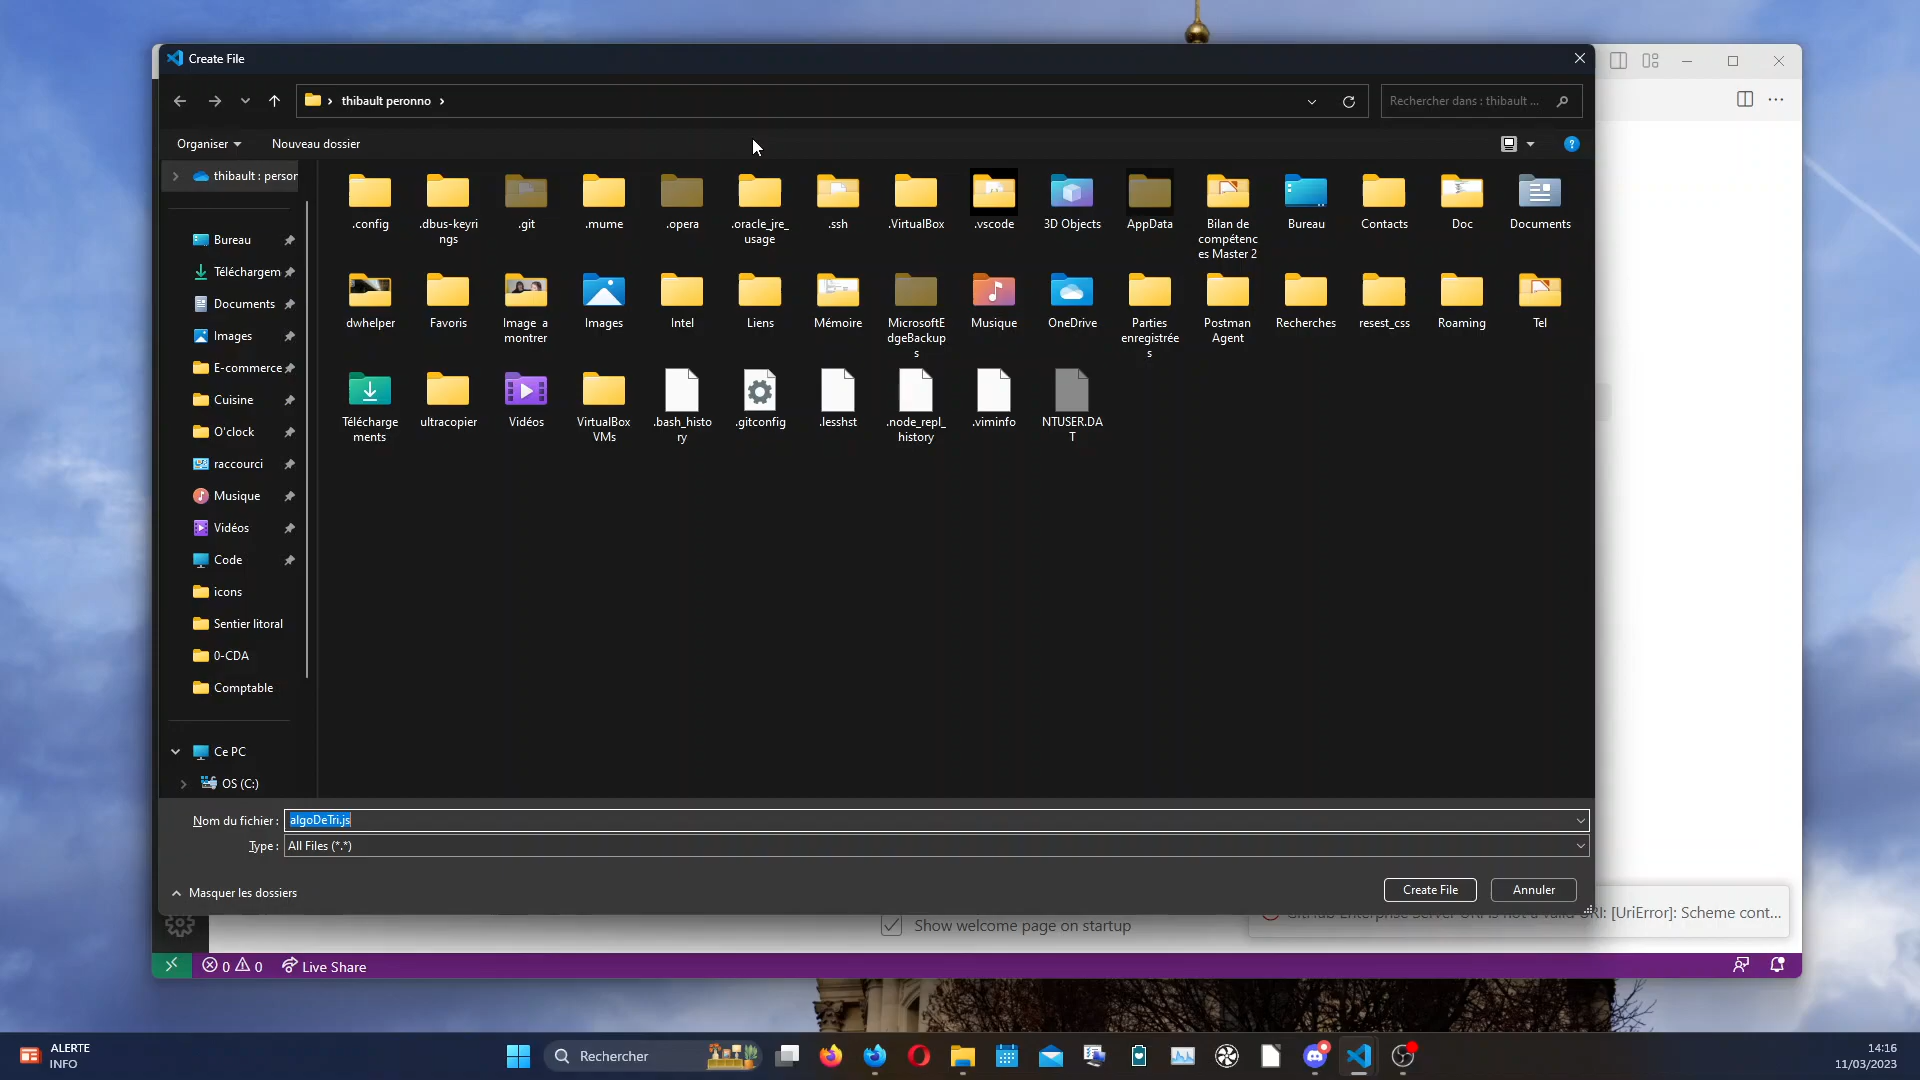 Create File
thibault peronno
Rechercher dans : thibault ...
Organiser
Nouveau dossier
thibault : person
.config
.dbus-keyri
ngs
.git
.mume
.opera
.oracle_jre_
usage
.ssh
.VirtualBox
.vscode
3D Objects
AppData
Bilan de
compétenc
es Master 2
Bureau
Contacts
Doc
Documents
dwhelper
Favoris
Image a
montrer
Images
Intel
Liens
Mémoire
MicrosoftE
dgeBackup
s
Musique
OneDrive
Parties
enregistrée
s
Postman
Agent
Recherches
resest_css
Roaming
Tel
Télécharge
ments
ultracopier
Vidéos
VirtualBox
VMs
.bash_histo
ry
.gitconfig
.lesshst
.node_repl_
history
.viminfo
NTUSER.DA
T
Bureau
Téléchargem
Documents
Images
E-commerce
Cuisine
O'clock
raccourci
Musique
Vidéos
Code
icons
Sentier litoral
0-CDA
Comptable
Ce PC
OS (C:)
Nom du fichier : algoDeTri.js
Type : All Files (*.*)
Masquer les dossiers
Create File
Annuler
GitHub Enterprise Server URI is not a valid URI: [UriError]: Scheme cont...
Show welcome page on startup
0 0 Live Share
ALERTE
INFO
Rechercher
14:16
11/03/2023